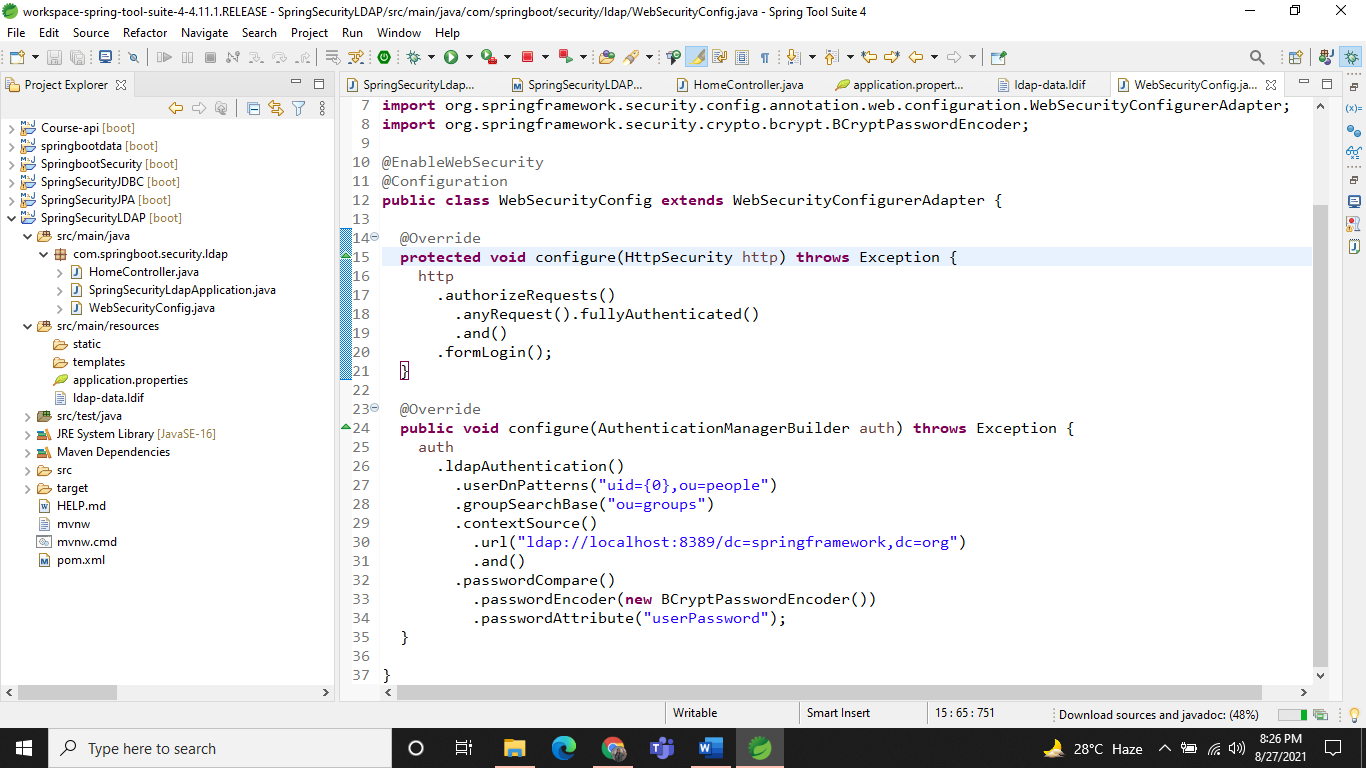 workspace-spring-tool-suite-4-4.11.1.RELEASE - SpringSecurityLDAP/src/main/java/com/springboot/security/ldap/WebSecurityConfig.java - Spring Tool Suite 4
File Edit Source Refactor Navigate Search Project Run Window Help
Project Explorer
Course-api [boot]
springbootdata [boot]
SpringbootSecurity [boot]
SpringSecurityJDBC [boot]
SpringSecurityJPA [boot]
SpringSecurityLDAP [boot]
src/main/java
com.springboot.security.ldap
HomeController.java
SpringSecurityLdapApplication.java
WebSecurityConfig.java
src/main/resources
static
templates
application.properties
ldap-data.ldif
src/test/java
JRE System Library [JavaSE-16]
Maven Dependencies
src
target
HELP.md
mvnw
mvnw.cmd
pom.xml
SpringSecurityLdap... SpringSecurityLDAP... HomeController.java application.propert... ldap-data.ldif WebSecurityConfig.ja...
7 import org.springframework.security.config.annotation.web.configuration.WebSecurityConfigurerAdapter;
8 import org.springframework.security.crypto.bcrypt.BCryptPasswordEncoder;
9
10 @EnableWebSecurity
11 @Configuration
12 public class WebSecurityConfig extends WebSecurityConfigurerAdapter {
13
14 @Override
15 protected void configure(HttpSecurity http) throws Exception {
16 http
17 .authorizeRequests()
18 .anyRequest().fullyAuthenticated()
19 .and()
20 .formLogin();
21 }
22
23 @Override
24 public void configure(AuthenticationManagerBuilder auth) throws Exception {
25 auth
26 .ldapAuthentication()
27 .userDnPatterns("uid={0},ou=people")
28 .groupSearchBase("ou=groups")
29 .contextSource()
30 .url("ldap://localhost:8389/dc=springframework,dc=org")
31 .and()
32 .passwordCompare()
33 .passwordEncoder(new BCryptPasswordEncoder())
34 .passwordAttribute("userPassword");
35 }
36
37 }
Writable Smart Insert 15 : 65 : 751 Download sources and javadoc: (48%)
Type here to search
28°C Haze
8:26 PM
8/27/2021